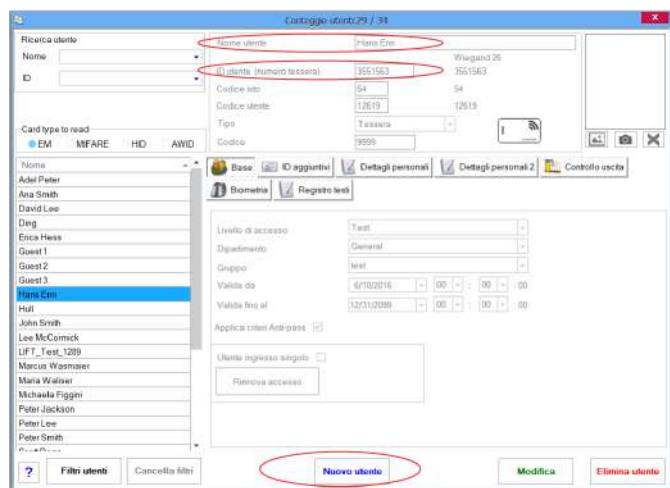 Conteggio utenti:29 / 34
Ricerca utente
Nome
ID
Card type to read
EM MIFARE HID AWID
Nome utente Hans Enn
Wiegand 26
ID utente (numero tessera) 3551563 3551563
Codice sito 54 54
Codice utente 12619 12619
Tipo Tessera
Codice 9999
Nome
Adel Peter
Ana Smith
David Lee
Ding
Erica Hess
Guest 1
Guest 2
Guest 3
Hans Enn
Hull
John Smith
Lee McCormick
LIFT_Test_1289
Marcus Wasmaier
Maria Waliser
Michaela Figgini
Peter Jackson
Peter Lee
Peter Smith
Base ID aggiuntivi Dettagli personali Dettagli personali 2 Controllo uscita
Biometria Registro testi
Livello di accesso Test
Dipartimento General
Gruppo test
Valida da 6/10/2016 00 : 00 : 00
Valida fino al 12/31/2099 00 : 00 : 00
Applica criteri Anti-pass
Utente ingresso singolo
Rinnova accesso
? Filtri utenti Cancella filtri Nuovo utente Modifica Elimina utente